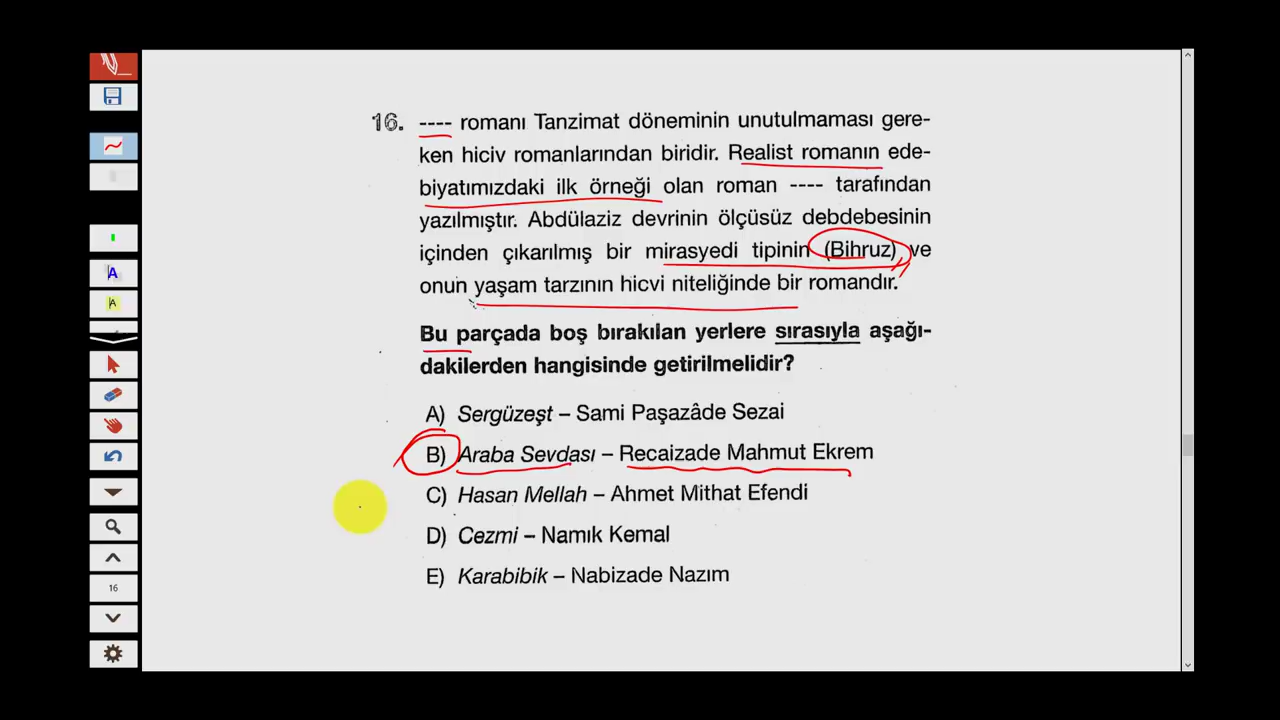 16. ---- romanı Tanzimat döneminin unutulmaması gere-
ken hiciv romanlarından biridir. Realist romanın ede-
biyatımızdaki ilk örneği olan roman ---- tarafından
yazılmıştır. Abdülaziz devrinin ölçüsüz debdebesinin
içinden çıkarılmış bir mirasyedi tipinin (Bihruz) ve
onun yaşam tarzının hicvi niteliğinde bir romandır.
Bu parçada boş bırakılan yerlere sırasıyla aşağı-
dakilerden hangisinde getirilmelidir?
A) Sergüzeşt – Sami Paşazâde Sezai
B) Araba Sevdası – Recaizade Mahmut Ekrem
C) Hasan Mellah – Ahmet Mithat Efendi
D) Cezmi – Namık Kemal
E) Karabibik – Nabizade Nazım
A
A
16